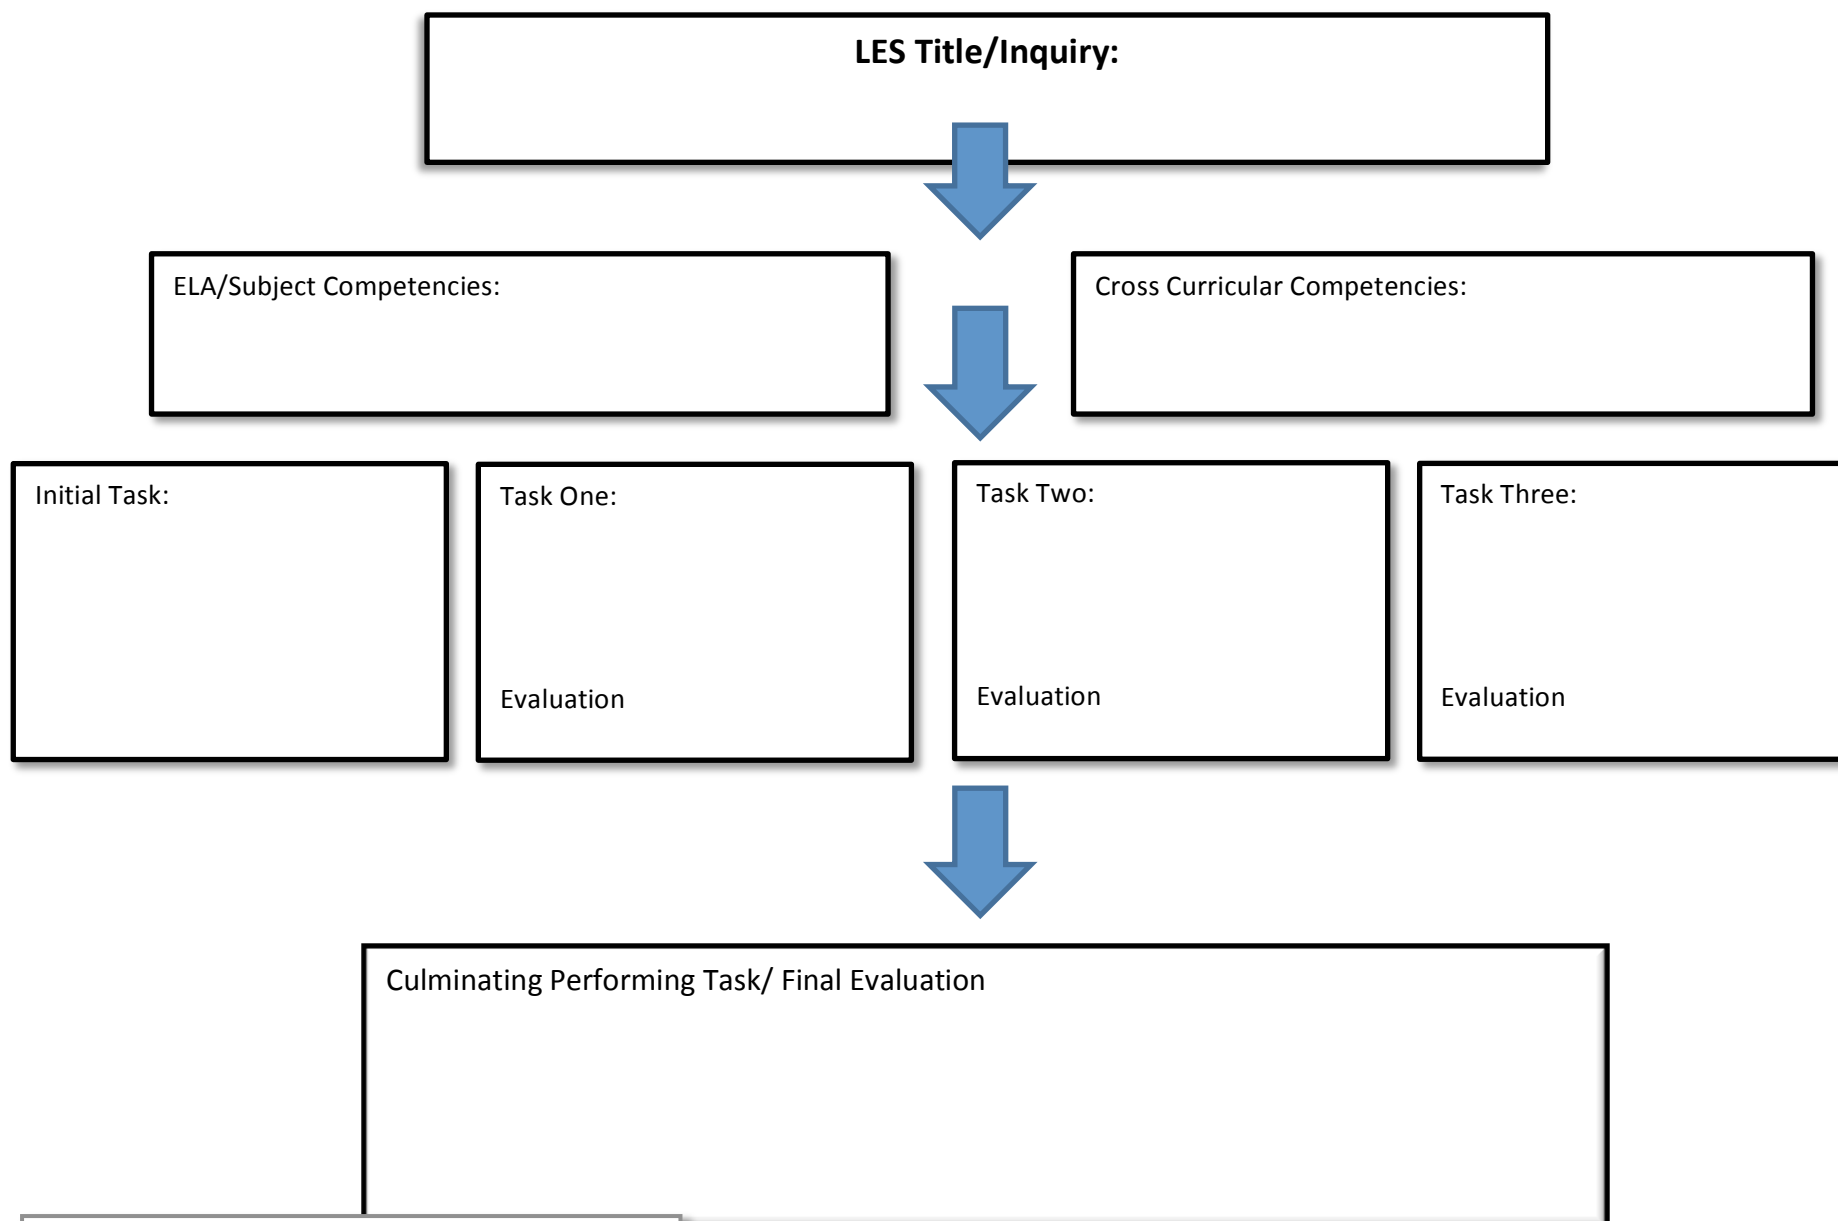 LES Title/Inquiry:
ELA/Subject Competencies:
Cross Curricular Competencies:
Initial Task:
Task One:
Evaluation
Task Two:
Evaluation
Task Three:
Evaluation
Culminating Performing Task/ Final Evaluation